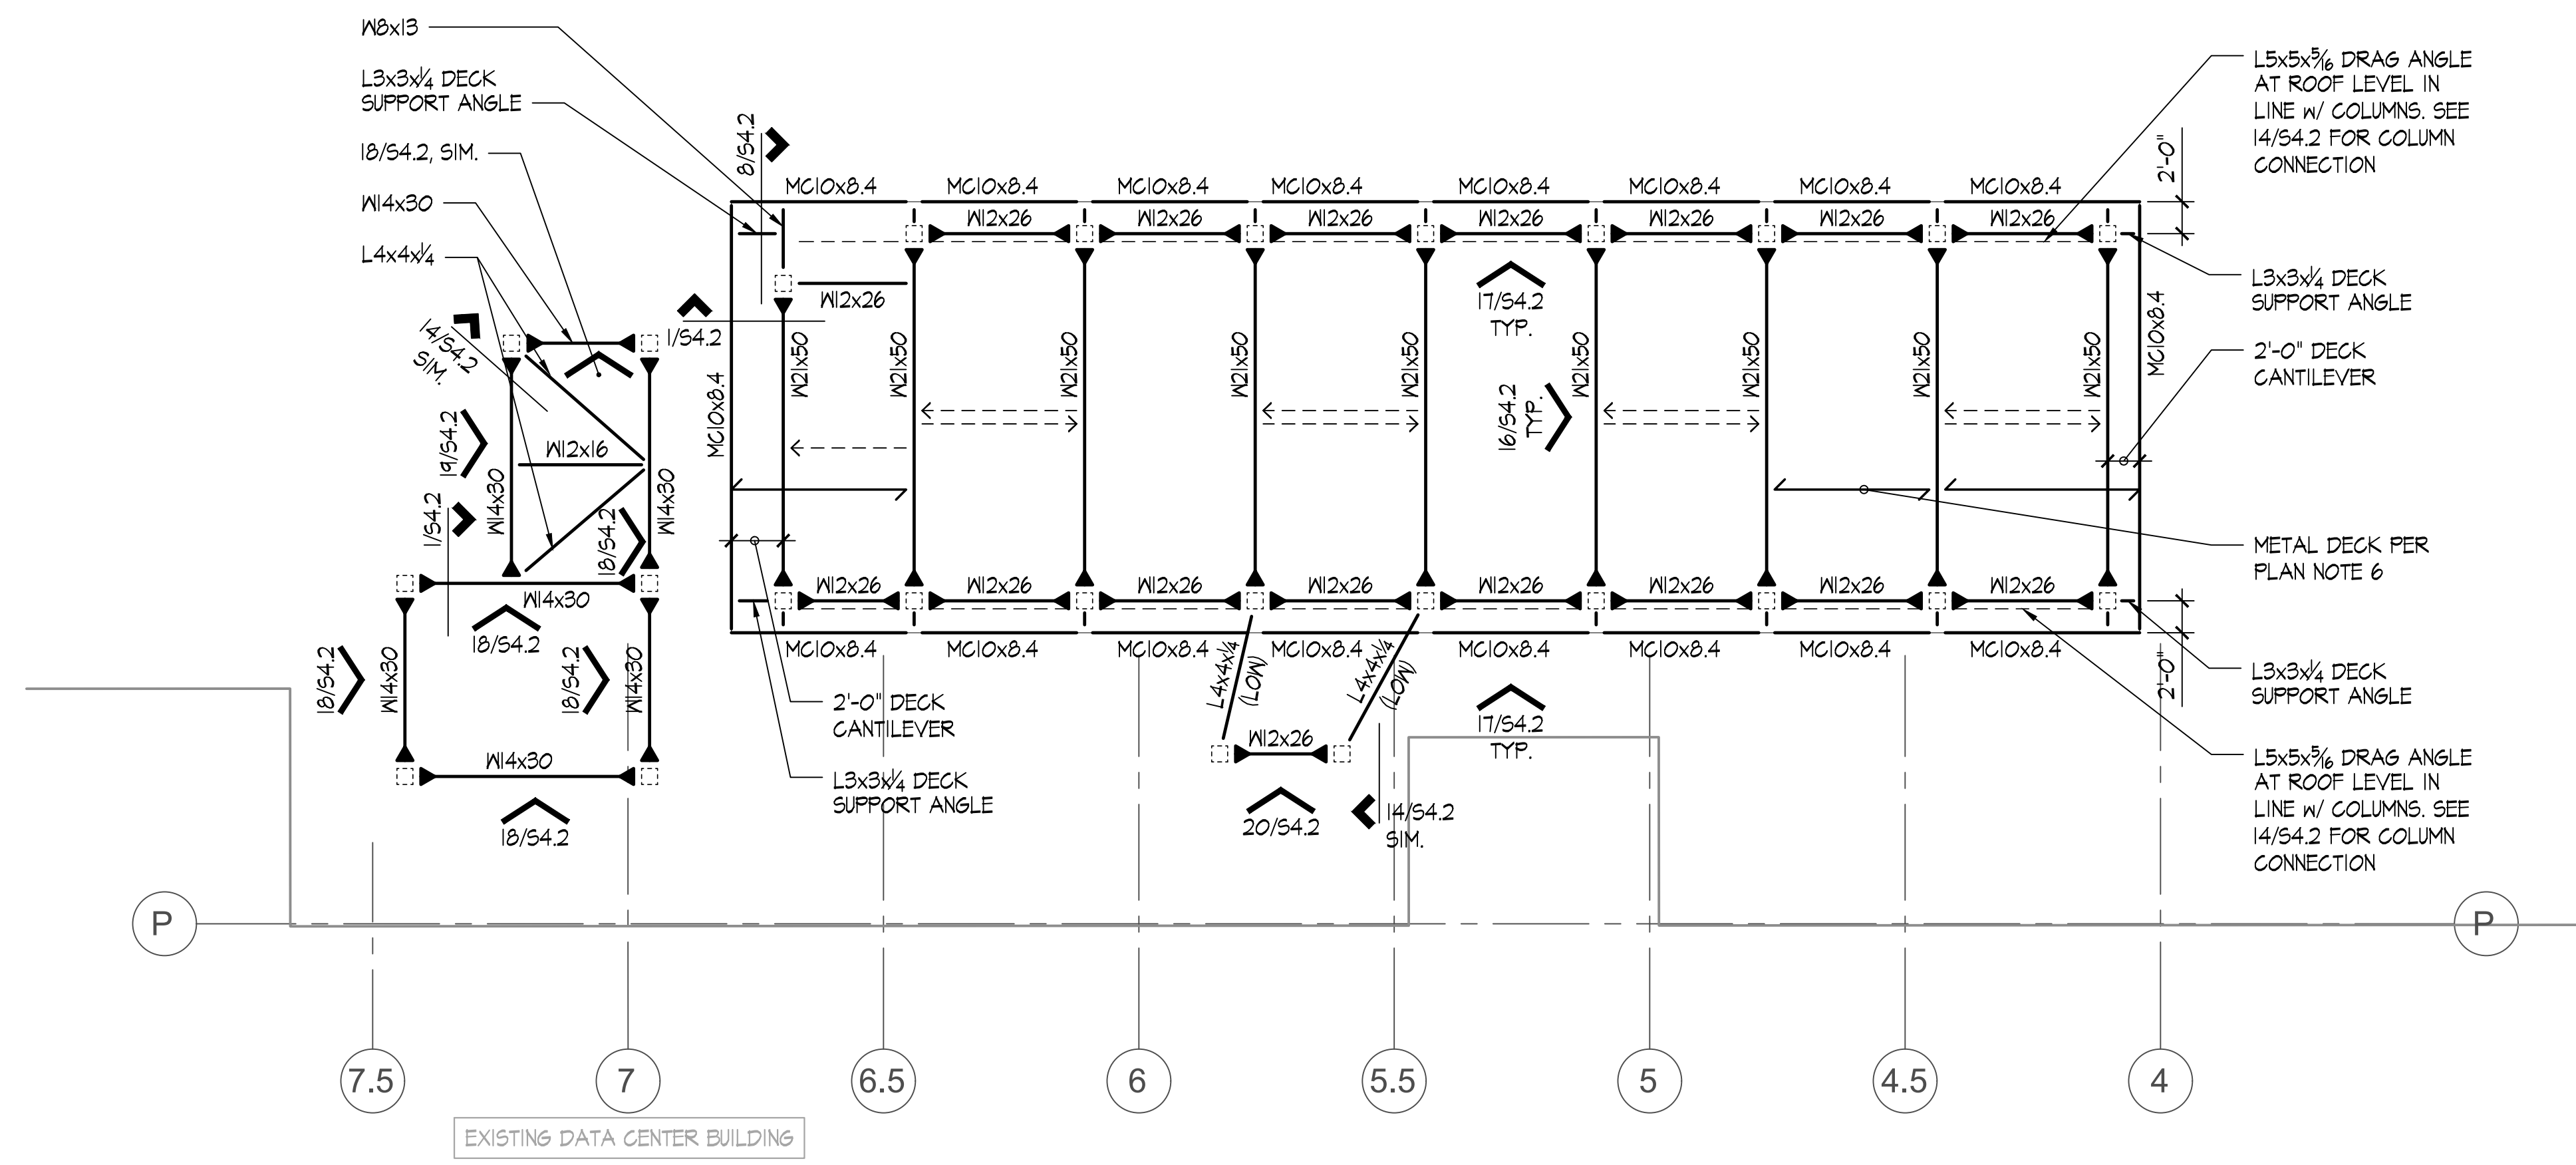 W8x13
L3x3x1/4 DECK
SUPPORT ANGLE
18/S4.2, SIM.
W14x30
L4x4x1/4
14/S4.2
SIM.
19/S4.2
1/S4.2
W14x30
W12x16
W14x30
18/S4.2
W14x30
18/S4.2
18/S4.2
W14x30
18/S4.2
W14x30
W14x30
18/S4.2
8/S4.2
1/S4.2
MC10x8.4
MC10x8.4
MC10x8.4
MC10x8.4
MC10x8.4
MC10x8.4
MC10x8.4
MC10x8.4
MC10x8.4
W12x26
W12x26
W12x26
W12x26
W12x26
W12x26
W12x26
W12x26
17/S4.2
TYP.
W21x50
W21x50
W21x50
W21x50
W21x50
W21x50
W21x50
W21x50
16/S4.2
TYP.
MC10x8.4
W12x26
W12x26
W12x26
W12x26
W12x26
W12x26
W12x26
W12x26
MC10x8.4
MC10x8.4
MC10x8.4
MC10x8.4
MC10x8.4
MC10x8.4
MC10x8.4
MC10x8.4
L4x4x1/4
(LOW)
L4x4x1/4
(LOW)
W12x26
20/S4.2
14/S4.2
SIM.
17/S4.2
TYP.
2'-0" DECK
CANTILEVER
L3x3x1/4 DECK
SUPPORT ANGLE
2'-0"
L5x5x5/16 DRAG ANGLE
AT ROOF LEVEL IN
LINE W/ COLUMNS. SEE
14/S4.2 FOR COLUMN
CONNECTION
L3x3x1/4 DECK
SUPPORT ANGLE
2'-0" DECK
CANTILEVER
METAL DECK PER
PLAN NOTE 6
2'-0"
L3x3x1/4 DECK
SUPPORT ANGLE
L5x5x5/16 DRAG ANGLE
AT ROOF LEVEL IN
LINE W/ COLUMNS. SEE
14/S4.2 FOR COLUMN
CONNECTION
P
P
7.5
7
6.5
6
5.5
5
4.5
4
EXISTING DATA CENTER BUILDING